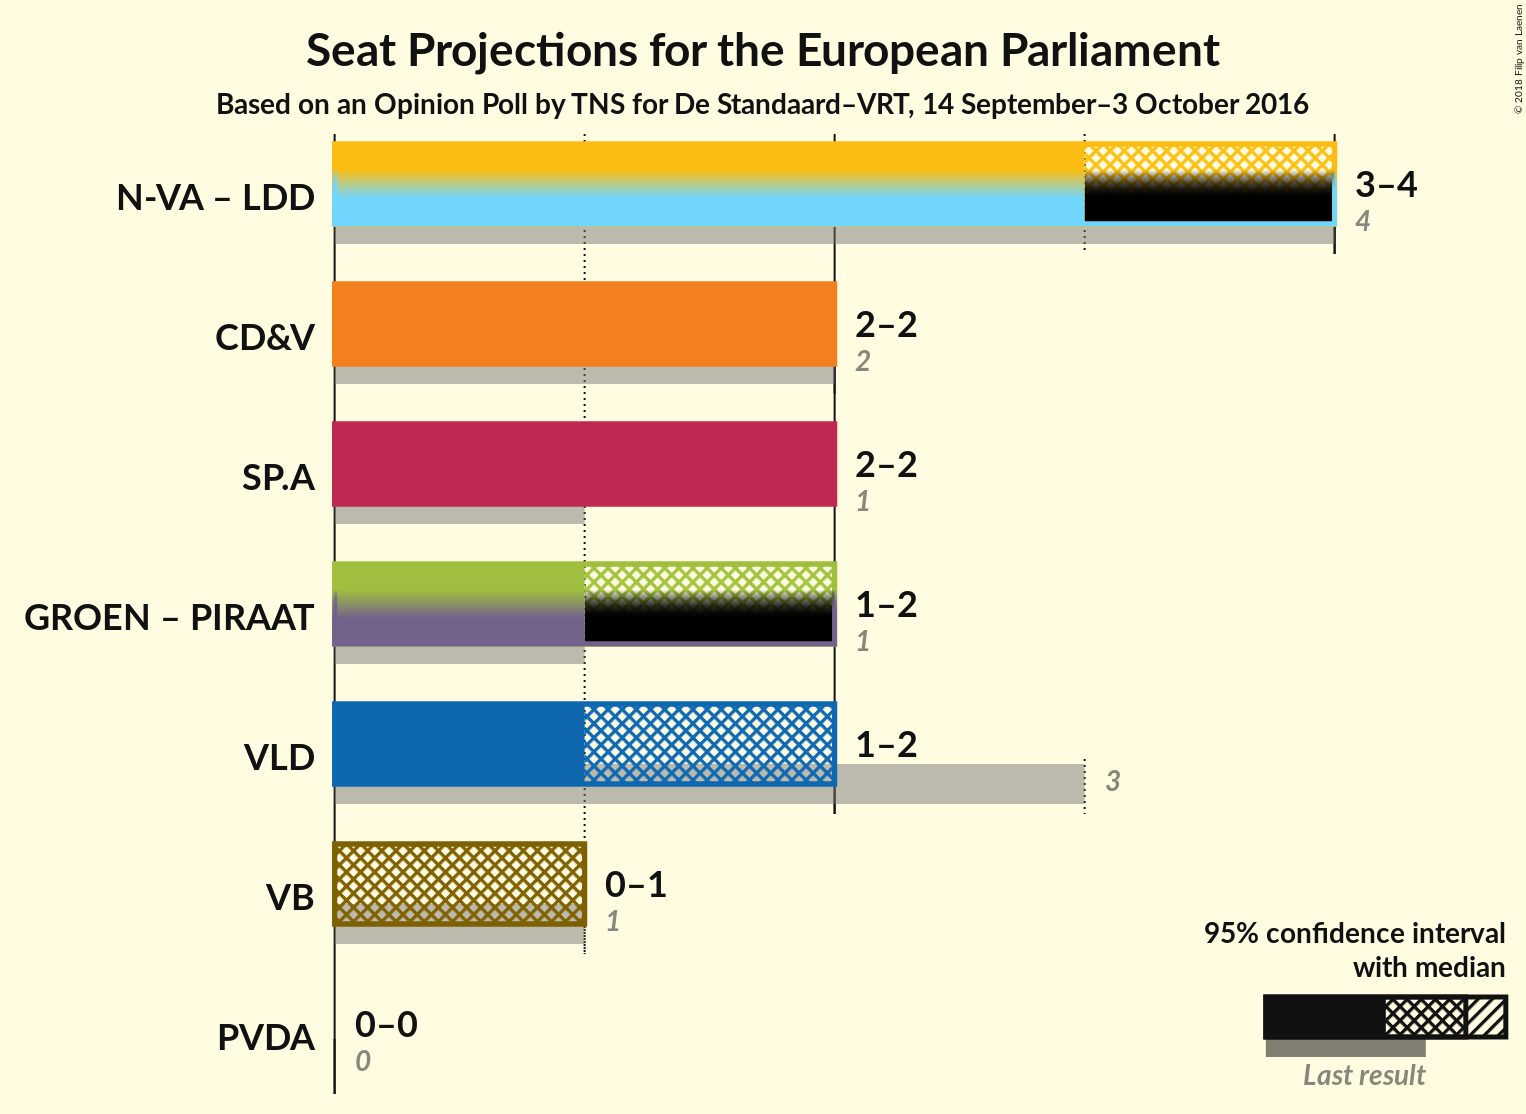 Seat Projections for the European Parliament
Based on an Opinion Poll by TNS for De Standaard–VRT, 14 September–3 October 2016
© 2018 Filip van Laenen
N-VA – LDD
3–4
4
CD&V
2–2
2
SP.A
2–2
1
GROEN – PIRAAT
1–2
1
VLD
1–2
3
VB
0–1
1
PVDA
0–0
0
95% confidence interval
with median
Last result